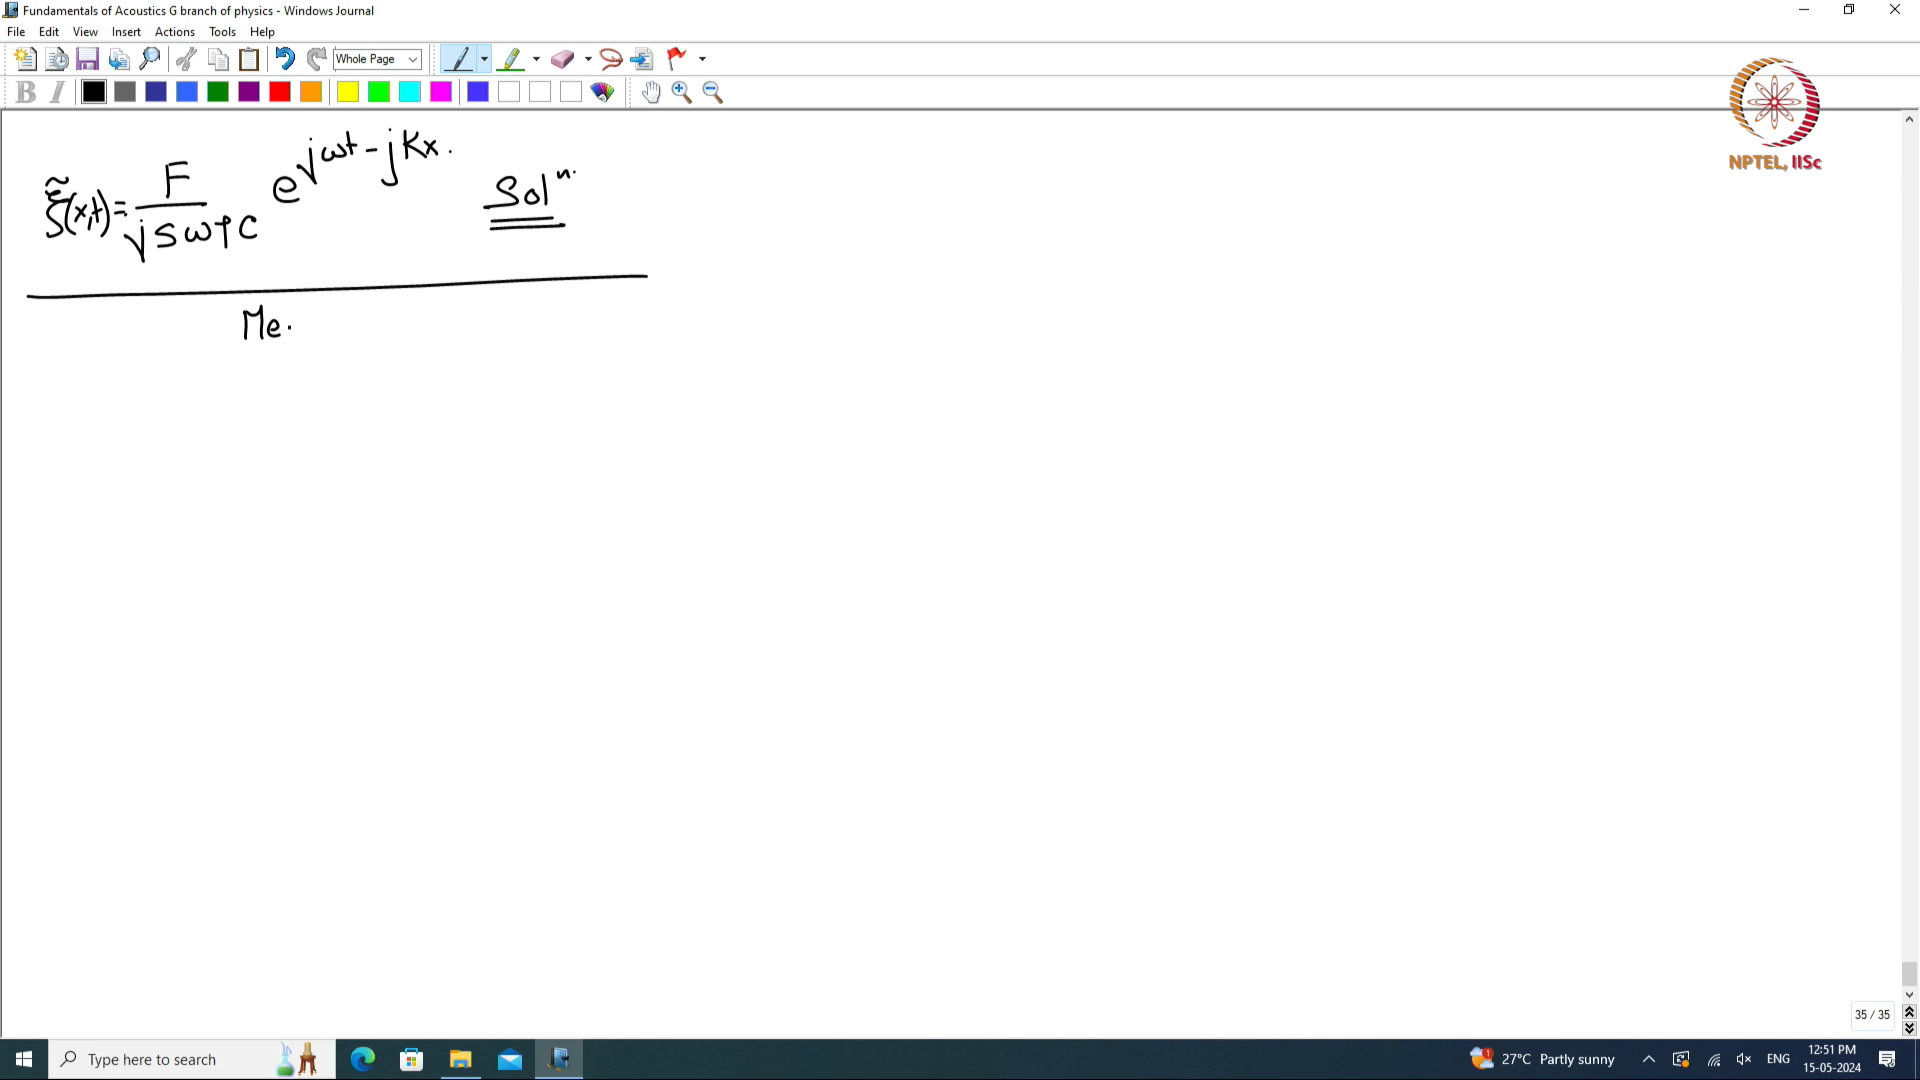 Fundamentals of Acoustics G branch of physics - Windows Journal
File Edit View Insert Actions Tools Help
Whole Page
B I
NPTEL, IISc
ξ̃(x,t) = F / (jSωρC) e^(jωt - jKx). Solⁿ.
Me.
35 / 35
Type here to search
1 27°C Partly sunny ENG 12:51 PM
15-05-2024